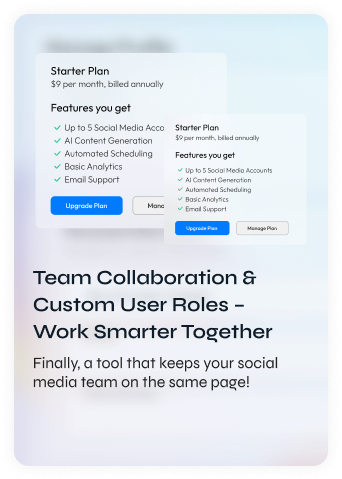 Starter Plan
$9 per month, billed annually
Features you get
Up to 5 Social Media Acco
AI Content Generation
Automated Scheduling
Basic Analytics
Email Support
Upgrade Plan
Mana
Starter Plan
$9 per month, billed annually
Features you get
Up to 5 Social Media Accounts
AI Content Generation
Automated Scheduling
Basic Analytics
Email Support
Upgrade Plan
Manage Plan
Team Collaboration &
Custom User Roles –
Work Smarter Together
Finally, a tool that keeps your social
media team on the same page!